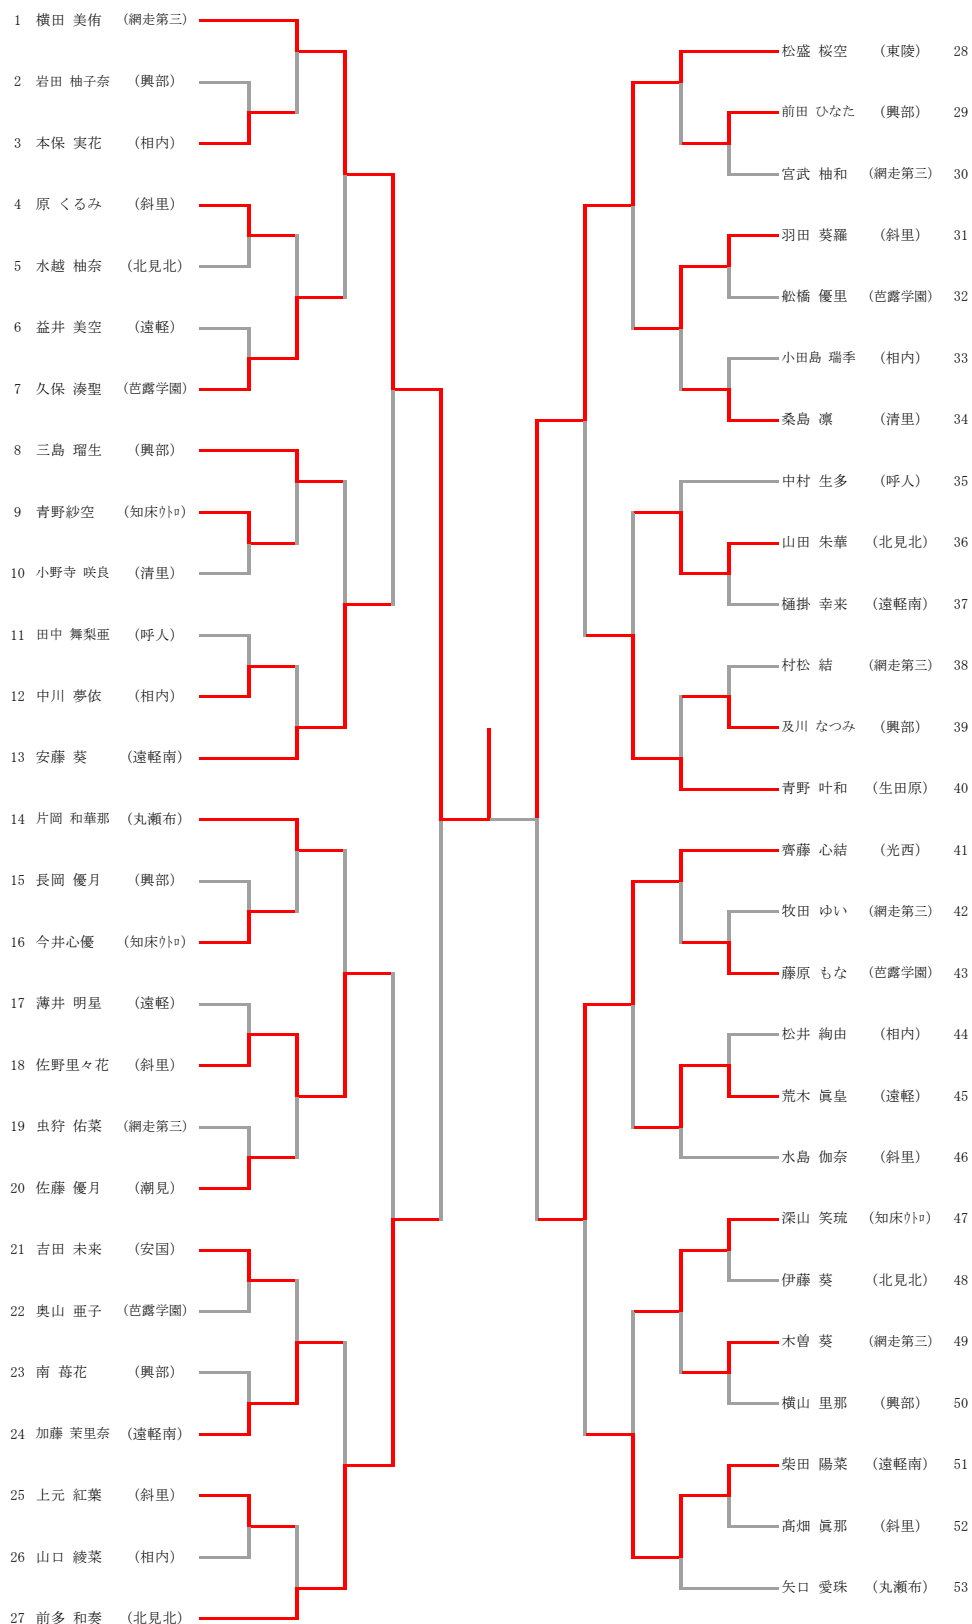 1 横田 美侑 (網走第三)
2 岩田 柚子奈 (興部)
3 本保 実花 (相内)
4 原 くるみ (斜里)
5 水越 柚奈 (北見北)
6 益井 美空 (遠軽)
7 久保 湊聖 (芭露学園)
8 三島 瑠生 (興部)
9 青野紗空 (知床ｳﾄﾛ)
10 小野寺 咲良 (清里)
11 田中 舞梨亜 (呼人)
12 中川 夢依 (相内)
13 安藤 葵 (遠軽南)
14 片岡 和華那 (丸瀬布)
15 長岡 優月 (興部)
16 今井心優 (知床ｳﾄﾛ)
17 薄井 明星 (遠軽)
18 佐野里々花 (斜里)
19 虫狩 佑菜 (網走第三)
20 佐藤 優月 (潮見)
21 吉田 未来 (安国)
22 奥山 亜子 (芭露学園)
23 南 苺花 (興部)
24 加藤 茉里奈 (遠軽南)
25 上元 紅葉 (斜里)
26 山口 綾菜 (相内)
27 前多 和奏 (北見北)
松盛 桜空 (東陵) 28
前田 ひなた (興部) 29
宮武 柚和 (網走第三) 30
羽田 葵羅 (斜里) 31
舩橋 優里 (芭露学園) 32
小田島 瑞季 (相内) 33
桑島 凛 (清里) 34
中村 生多 (呼人) 35
山田 朱華 (北見北) 36
樋掛 幸来 (遠軽南) 37
村松 結 (網走第三) 38
及川 なつみ (興部) 39
青野 叶和 (生田原) 40
齊藤 心結 (光西) 41
牧田 ゆい (網走第三) 42
藤原 もな (芭露学園) 43
松井 絢由 (相内) 44
荒木 眞皇 (遠軽) 45
水島 伽奈 (斜里) 46
深山 笑琉 (知床ｳﾄﾛ) 47
伊藤 葵 (北見北) 48
木曽 葵 (網走第三) 49
横山 里那 (興部) 50
柴田 陽菜 (遠軽南) 51
髙畑 眞那 (斜里) 52
矢口 愛珠 (丸瀬布) 53